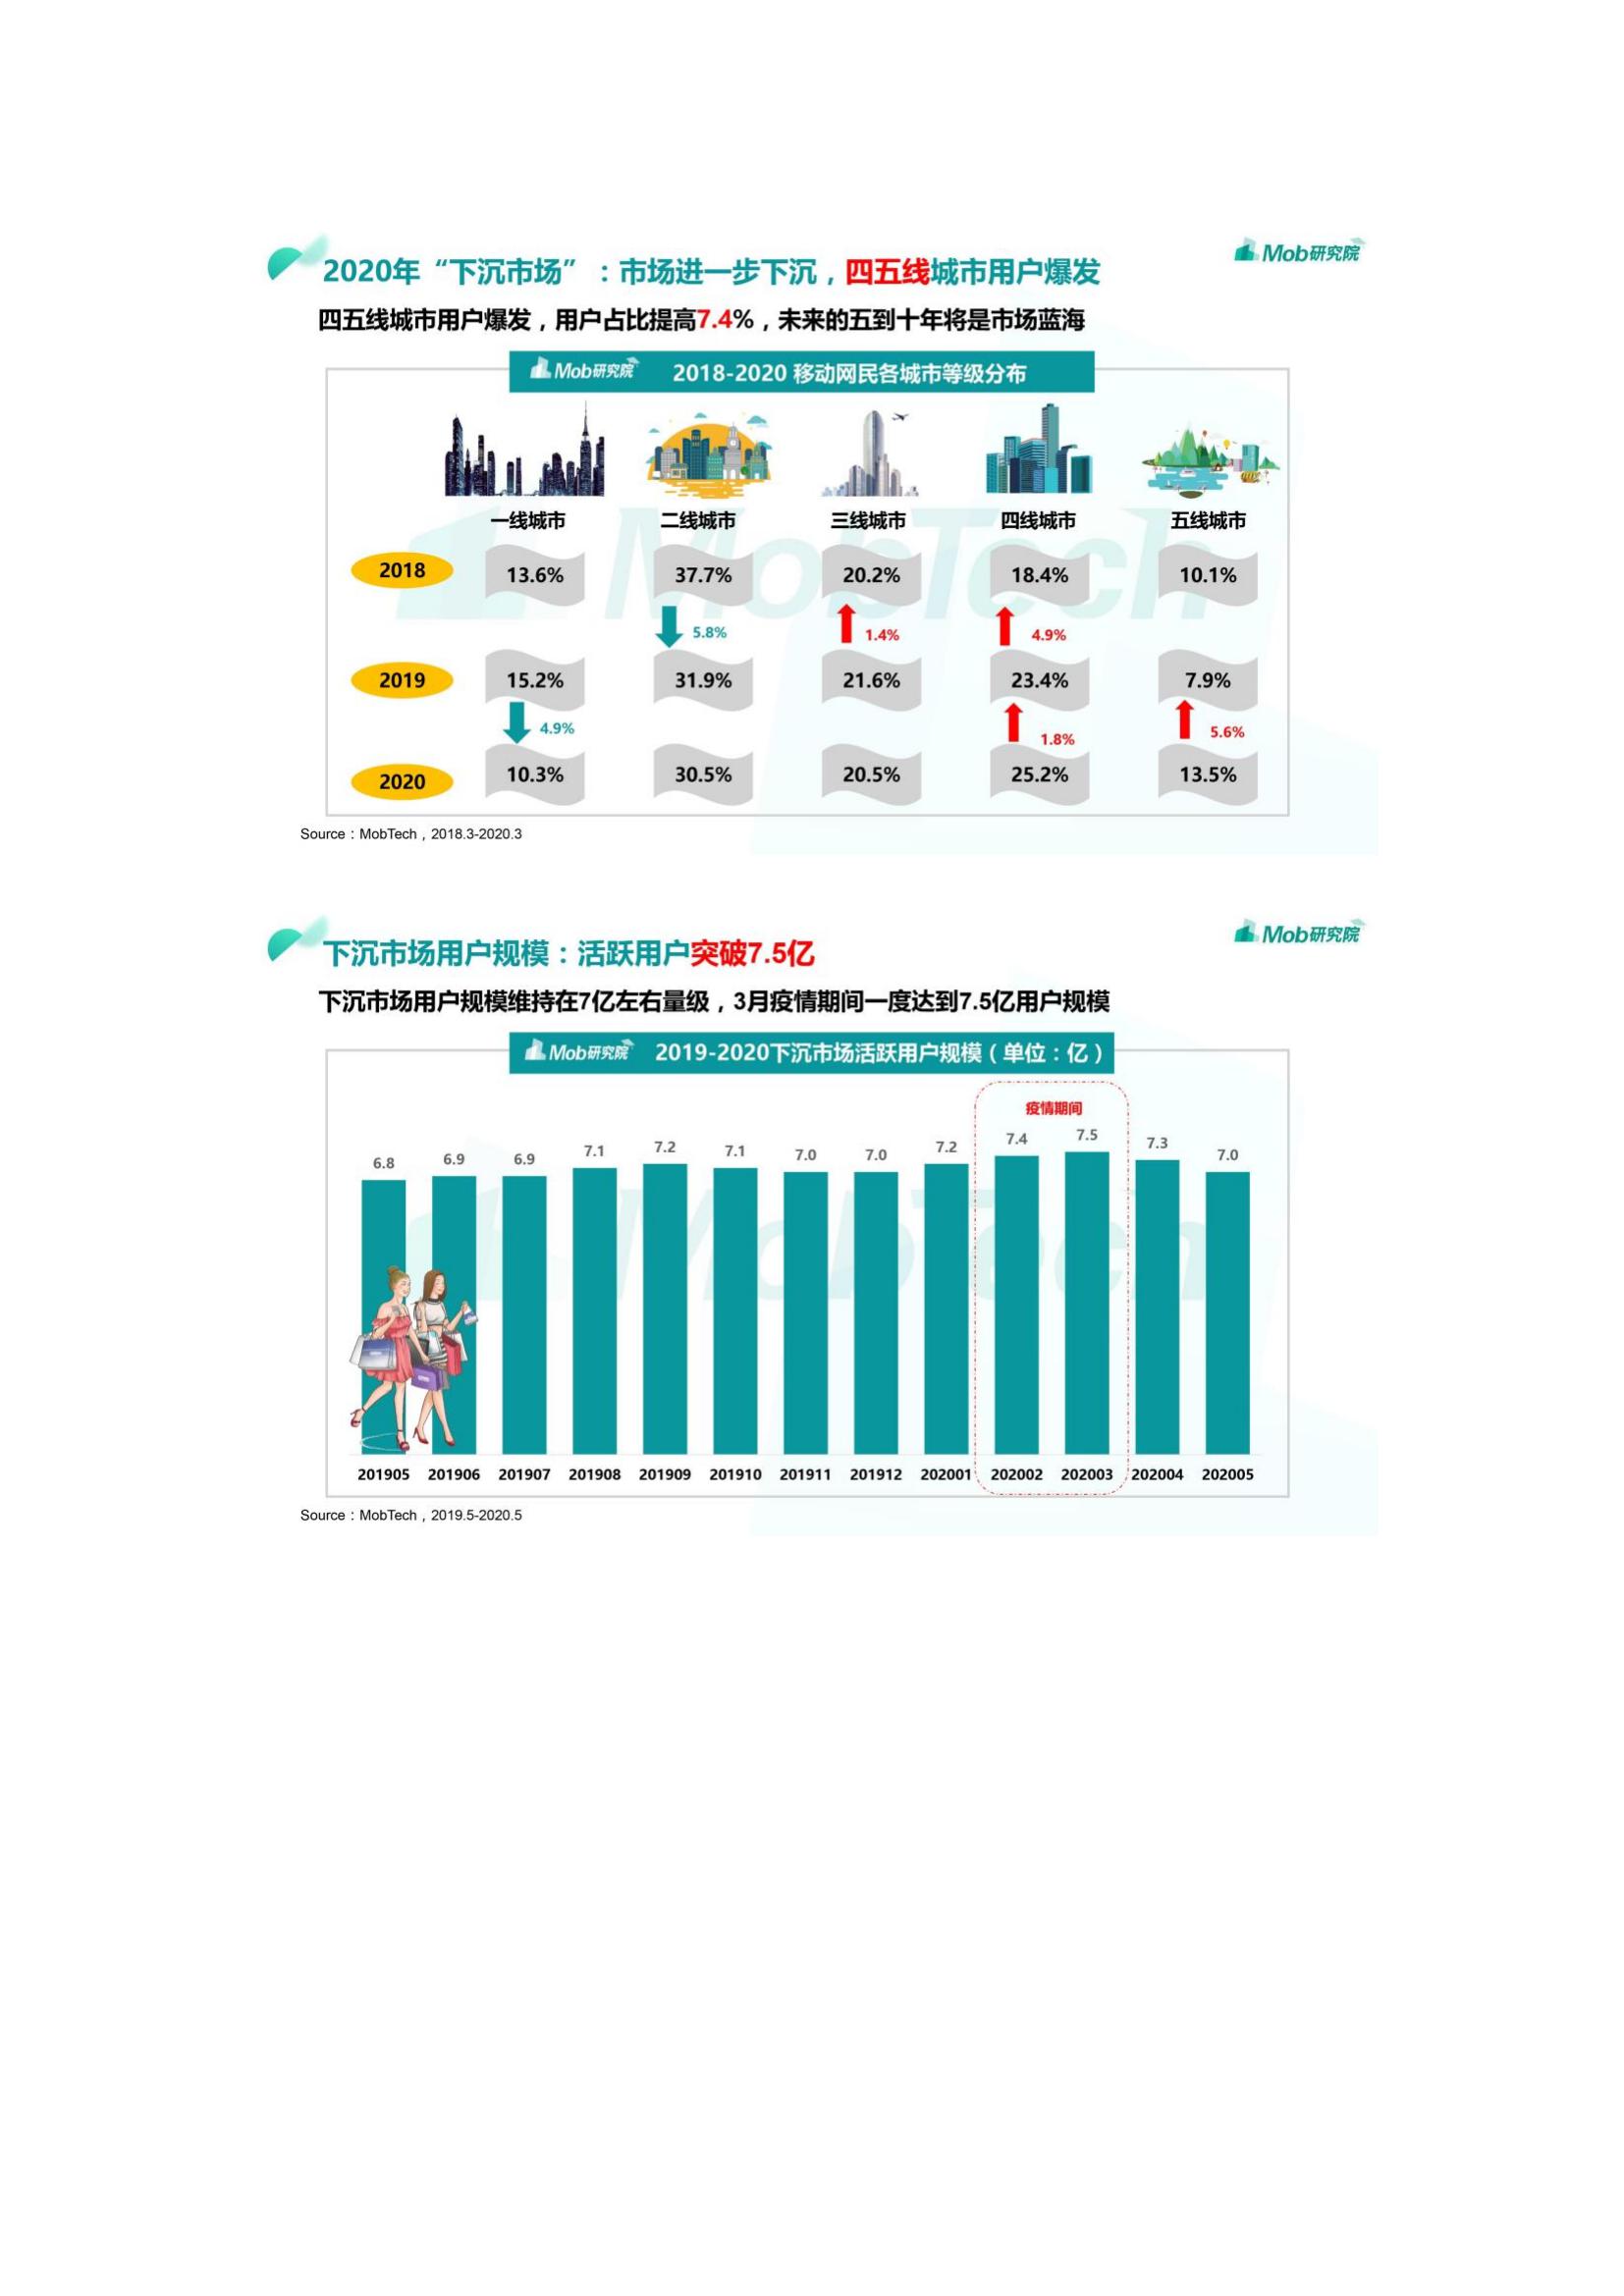 Mob研究院
2020年“下沉市场”：市场进一步下沉，四五线城市用户爆发
四五线城市用户爆发，用户占比提高7.4%，未来的五到十年将是市场蓝海
Mob研究院 2018-2020 移动网民各城市等级分布
一线城市 二线城市 三线城市 四线城市 五线城市
2018 13.6% 37.7% 20.2% 18.4% 10.1%
5.8% 1.4% 4.9%
2019 15.2% 31.9% 21.6% 23.4% 7.9%
4.9% 1.8% 5.6%
2020 10.3% 30.5% 20.5% 25.2% 13.5%
MobTech
Source：MobTech，2018.3-2020.3
Mob研究院
下沉市场用户规模：活跃用户突破7.5亿
下沉市场用户规模维持在7亿左右量级，3月疫情期间一度达到7.5亿用户规模
Mob研究院 2019-2020下沉市场活跃用户规模（单位：亿）
疫情期间
6.8 6.9 6.9 7.1 7.2 7.1 7.0 7.0 7.2 7.4 7.5 7.3 7.0
MobTech
201905 201906 201907 201908 201909 201910 201911 201912 202001 202002 202003 202004 202005
Source：MobTech，2019.5-2020.5